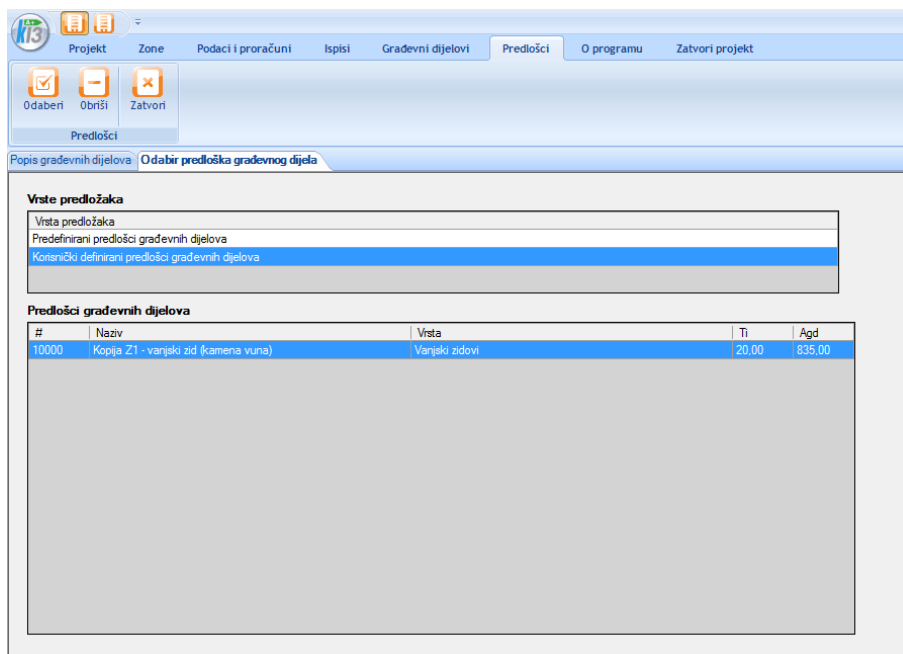 KI3
Projekt Zone Podaci i proračuni Ispisi Građevni dijelovi Predlošci O programu Zatvori projekt
Odaberi Obriši Zatvori
Predlošci
Popis građevnih dijelova Odabir predloška građevnog dijela
Vrste predložaka
Vrsta predložaka
Predefinirani predlošci građevnih dijelova
Korisnički definirani predlošci građevnih dijelova
Predlošci građevnih dijelova
# Naziv Vrsta Ti Agd
10000 Kopija Z1 - vanjski zid (kamena vuna) Vanjski zidovi 20,00 835,00